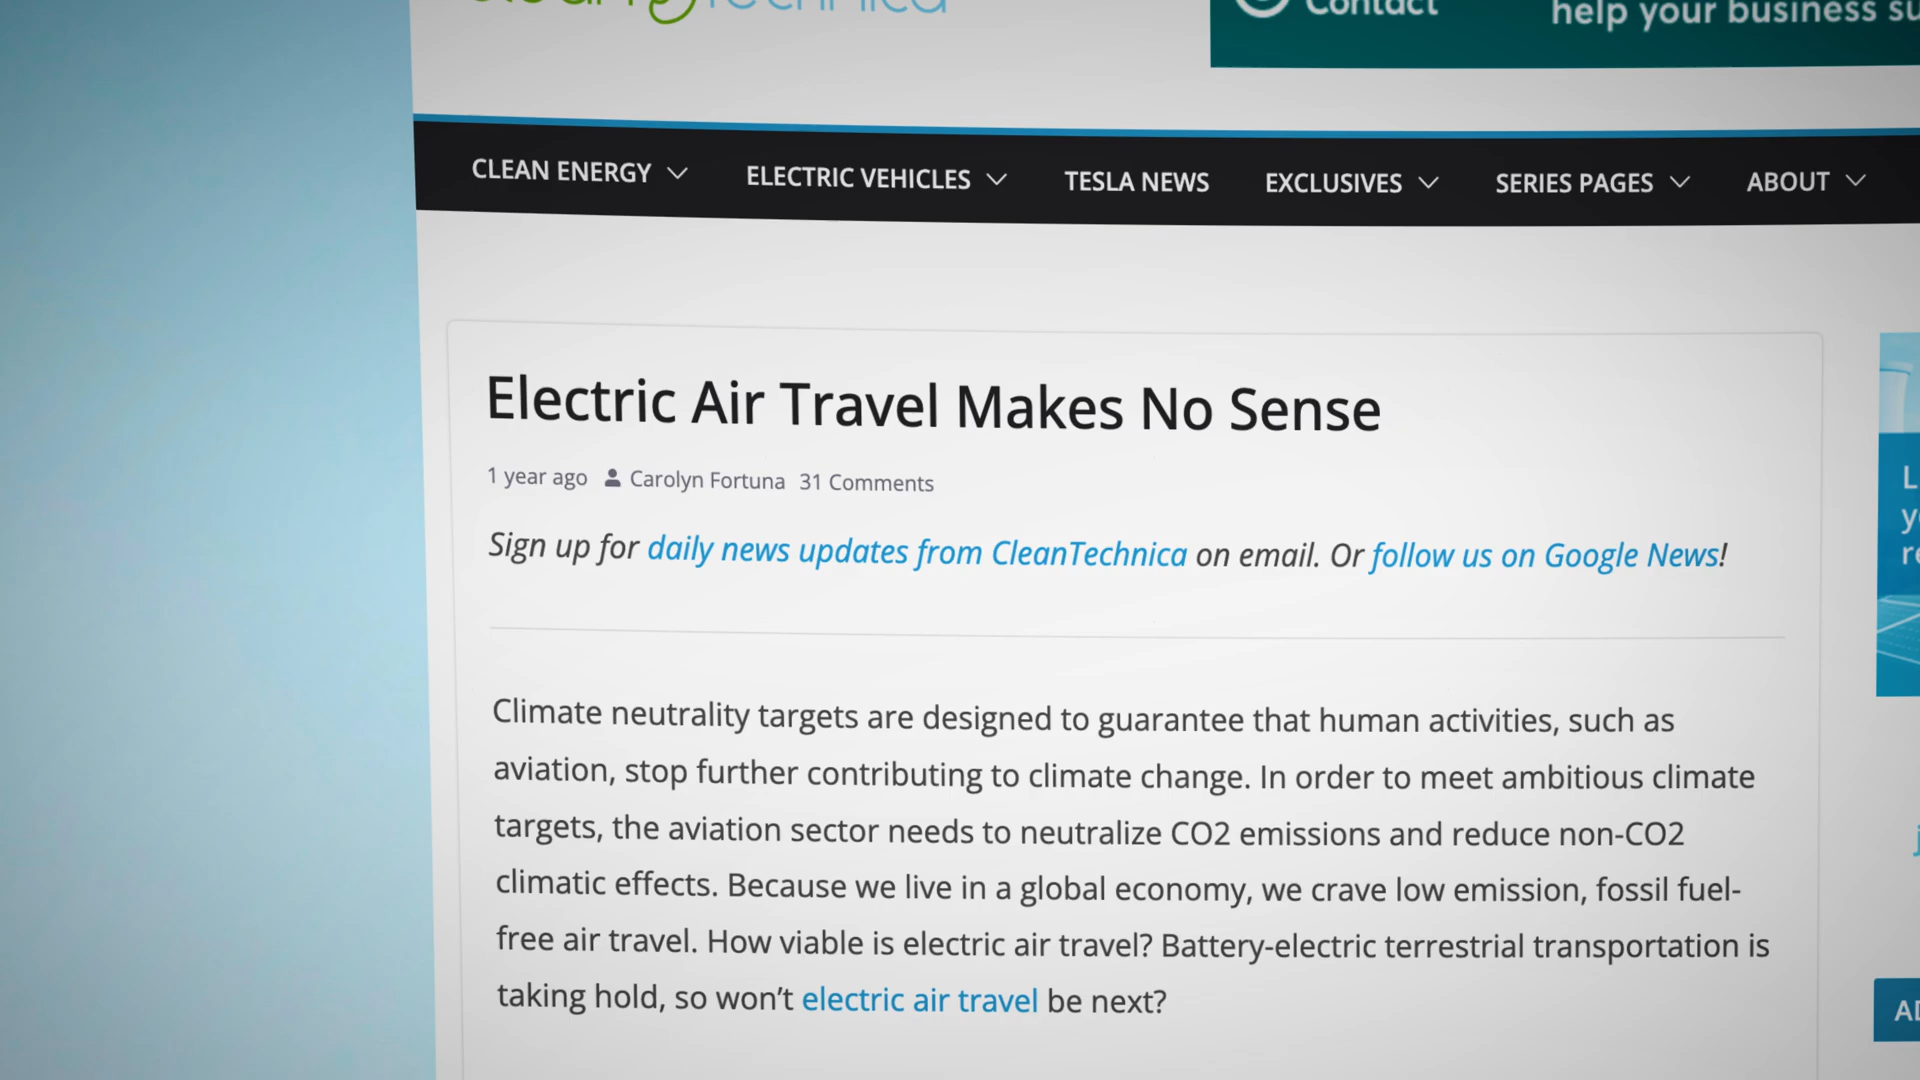 Contact
help your business
CLEAN ENERGY
ELECTRIC VEHICLES
TESLA NEWS
EXCLUSIVES
SERIES PAGES
ABOUT
Electric Air Travel Makes No Sense
1 year ago Carolyn Fortuna 31 Comments
Sign up for daily news updates from CleanTechnica on email. Or follow us on Google News!
Climate neutrality targets are designed to guarantee that human activities, such as
aviation, stop further contributing to climate change. In order to meet ambitious climate
targets, the aviation sector needs to neutralize CO2 emissions and reduce non-CO2
climatic effects. Because we live in a global economy, we crave low emission, fossil fuel-
free air travel. How viable is electric air travel? Battery-electric terrestrial transportation is
taking hold, so won't electric air travel be next?